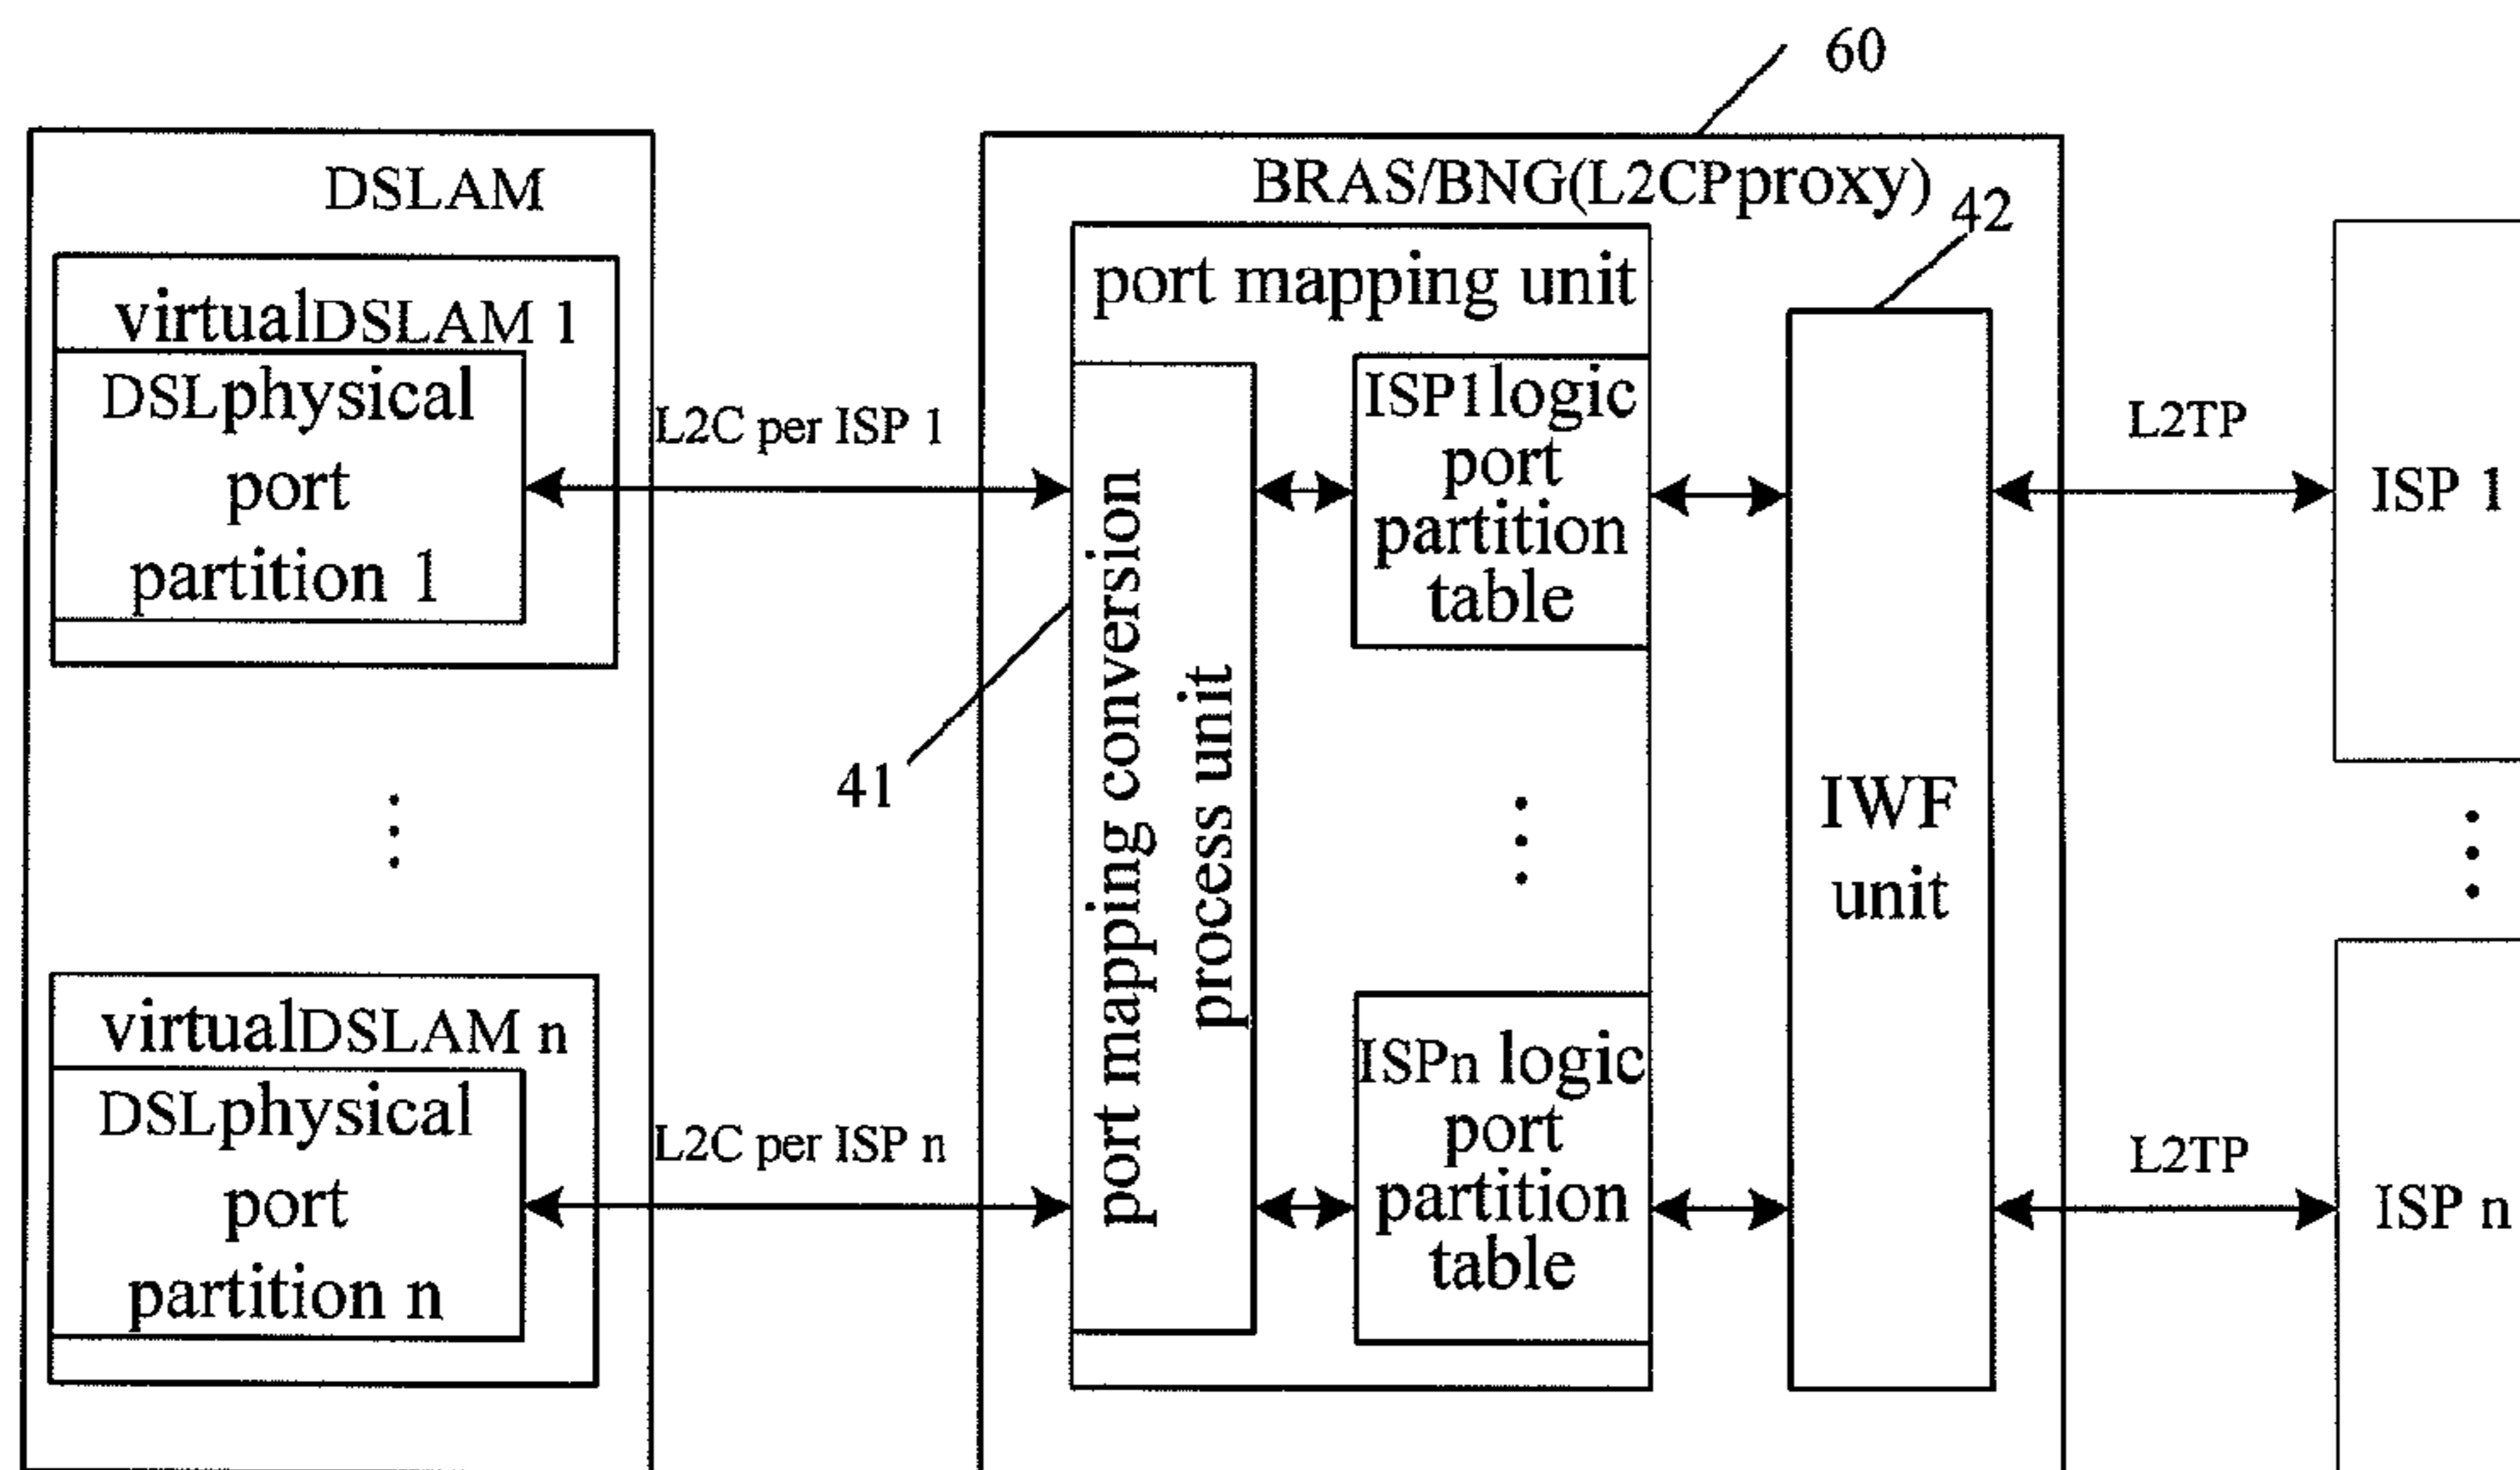 60
DSLAM
BRAS/BNG(L2CPproxy)
42
virtualDSLAM 1
DSLphysical
port
partition 1
L2C per ISP 1
port mapping unit
port mapping conversion
process unit
41
ISP1logic
port
partition
table
IWF
unit
L2TP
ISP 1
virtualDSLAM n
DSLphysical
port
partition n
L2C per ISP n
ISPn logic
port
partition
table
L2TP
ISP n